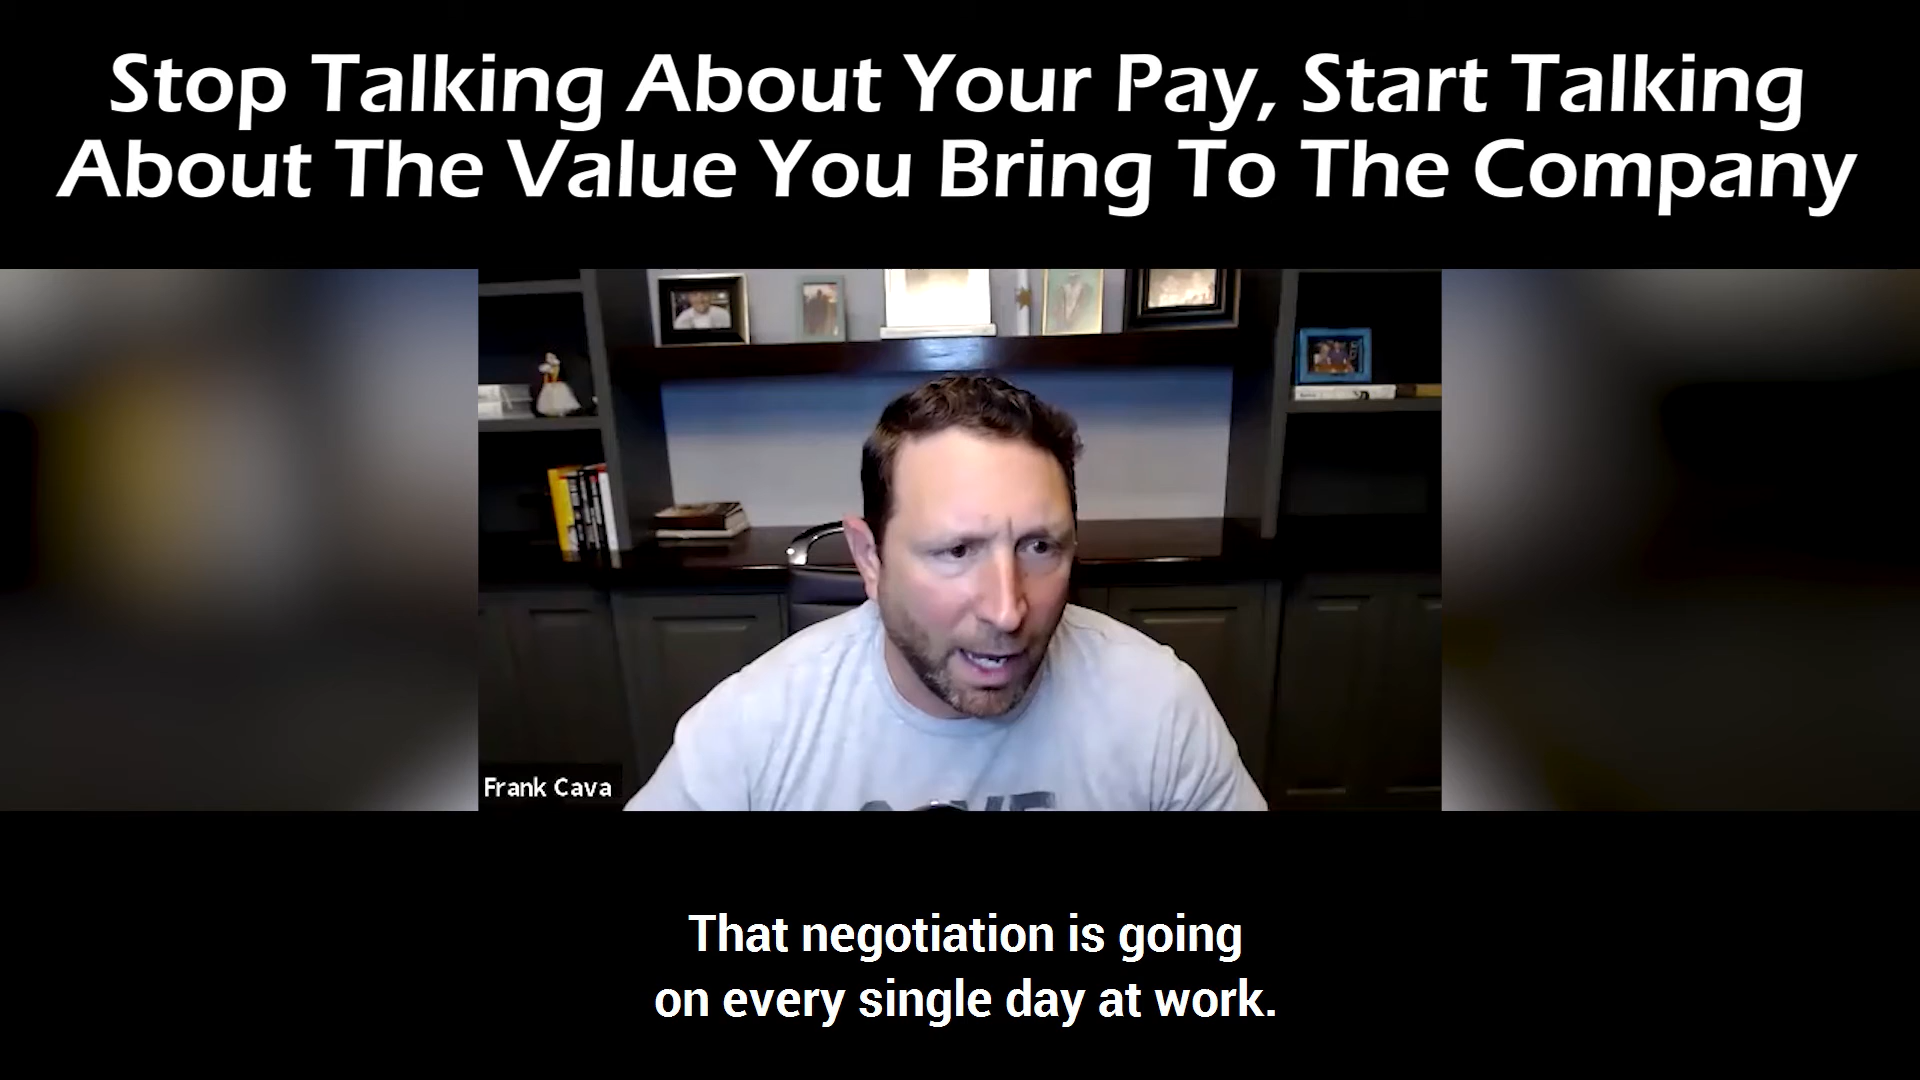 Stop Talking About Your Pay, Start Talking
About The Value You Bring To The Company
Frank Cava
That negotiation is going
on every single day at work.